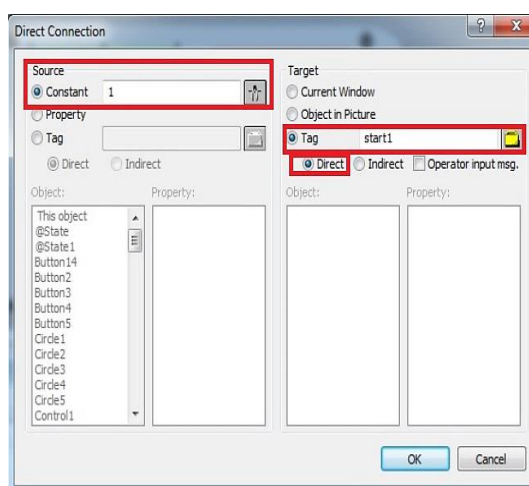 Direct Connection
Source
Constant 1
Property
Tag
Direct Indirect
Object: Property:
This object
@State
@State1
Button14
Button2
Button3
Button4
Button5
Circle1
Circle2
Circle3
Circle4
Circle5
Control1
Target
Current Window
Object in Picture
Tag start1
Direct Indirect Operator input msg.
Object: Property:
OK Cancel